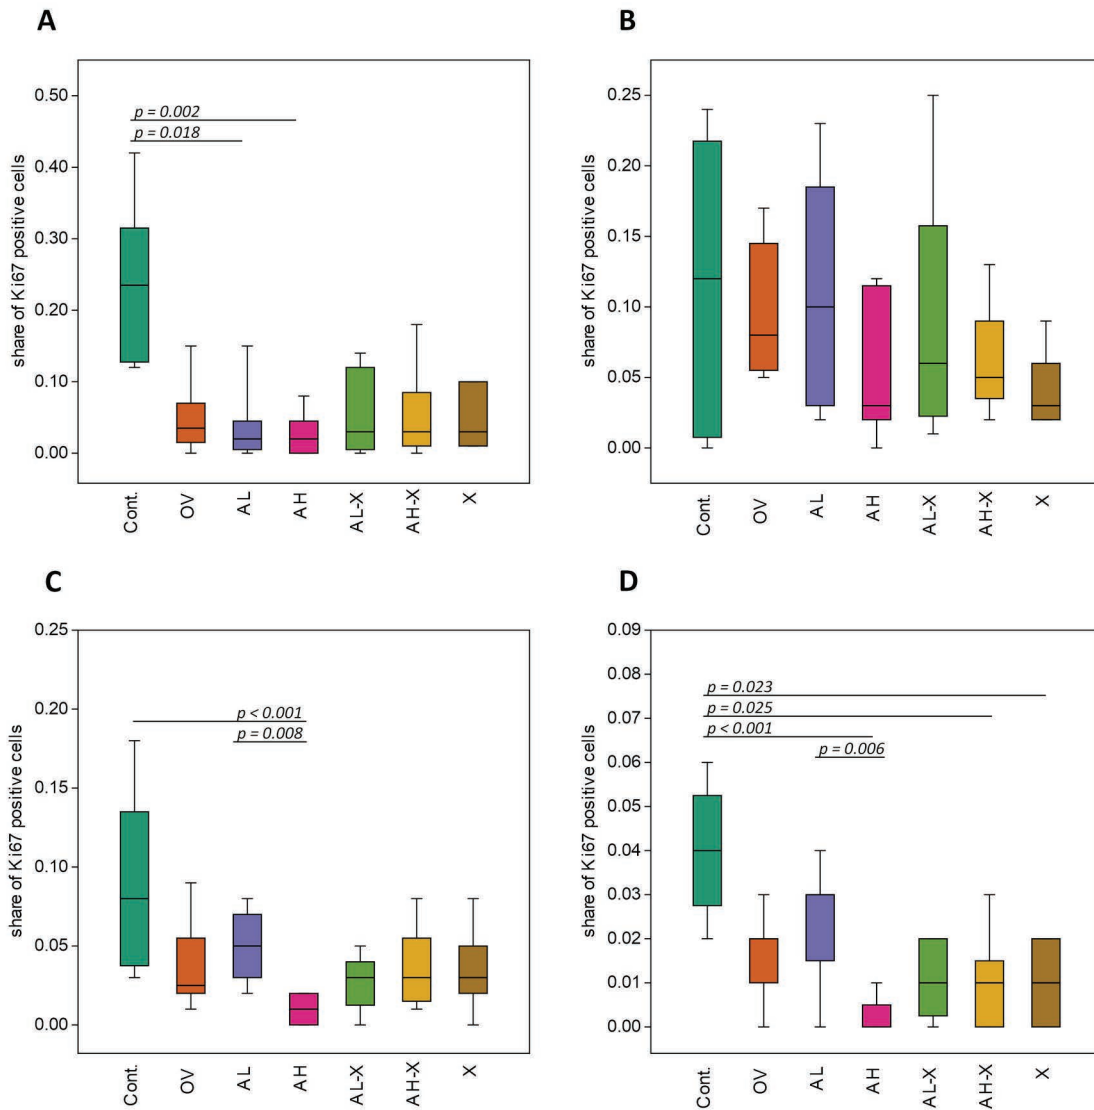 A
share of Ki67 positive cells
0.50
0.40
0.30
0.20
0.10
0.00
p = 0.002
p = 0.018
Cont.
OV
AL
AH
AL-X
AH-X
X
B
share of Ki67 positive cells
0.25
0.20
0.15
0.10
0.05
0.00
Cont.
OV
AL
AH
AL-X
AH-X
X
C
share of Ki67 positive cells
0.25
0.20
0.15
0.10
0.05
0.00
p < 0.001
p = 0.008
Cont.
OV
AL
AH
AL-X
AH-X
X
D
share of Ki67 positive cells
0.09
0.08
0.07
0.06
0.05
0.04
0.03
0.02
0.01
0.00
p = 0.023
p = 0.025
p < 0.001
p = 0.006
Cont.
OV
AL
AH
AL-X
AH-X
X